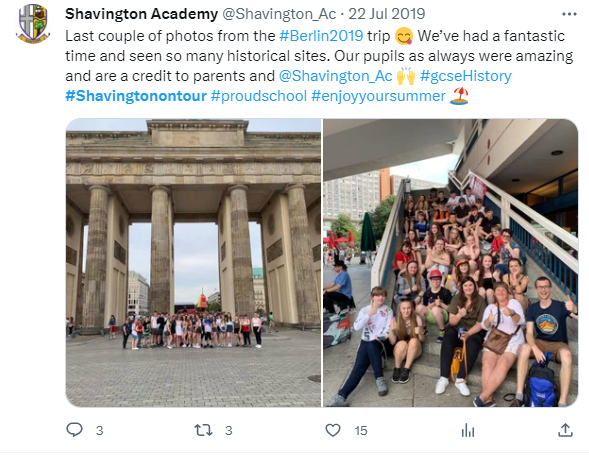 Shavington Academy @Shavington_Ac · 22 Jul 2019
Last couple of photos from the #Berlin2019 trip 😋 We've had a fantastic
time and seen so many historical sites. Our pupils as always were amazing
and are a credit to parents and @Shavington_Ac 🙌 #gcseHistory
#Shavingtonontour #proudschool #enjoyyoursummer 🏖️
3 3 15